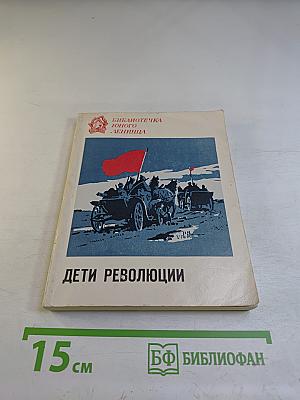 БИБЛИОТЕЧКА
ЮНОГО
ЛЕНИНЦА
ДЕТИ РЕВОЛЮЦИИ
15 см
БФ БИБЛИОФАН